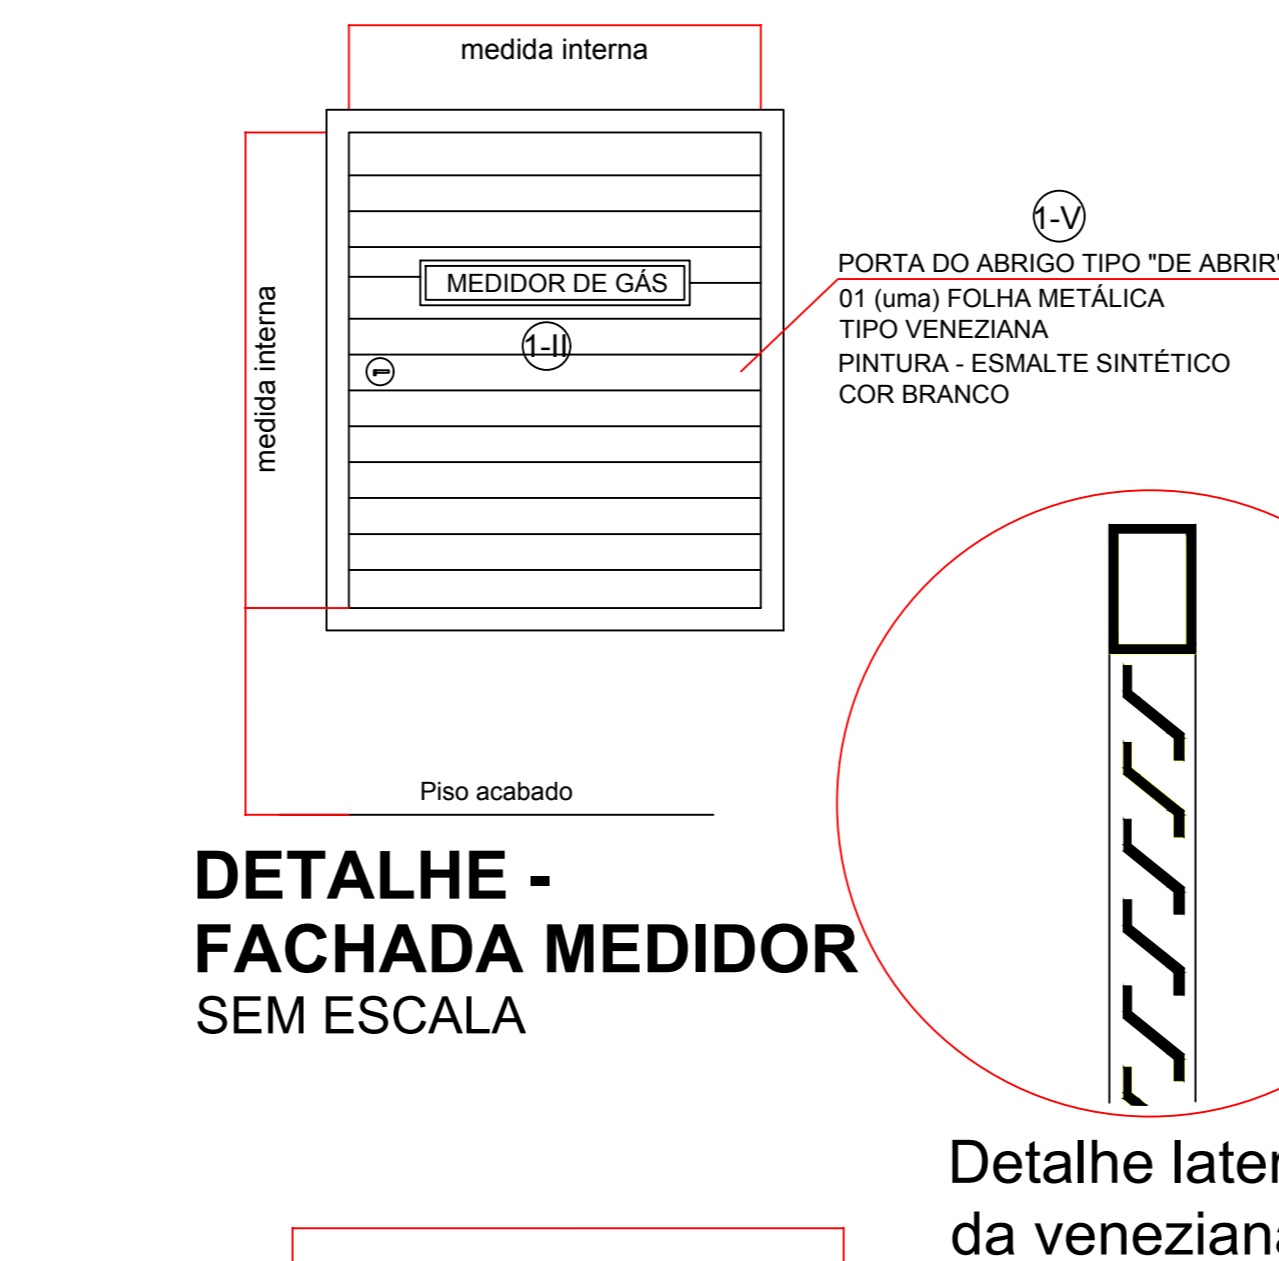 medida interna
medida interna
MEDIDOR DE GÁS
1-II
1-V
PORTA DO ABRIGO TIPO "DE ABRIR"
01 (uma) FOLHA METÁLICA
TIPO VENEZIANA
PINTURA - ESMALTE SINTÉTICO
COR BRANCO
Piso acabado
DETALHE -
FACHADA MEDIDOR
SEM ESCALA
Detalhe later
da veneziana